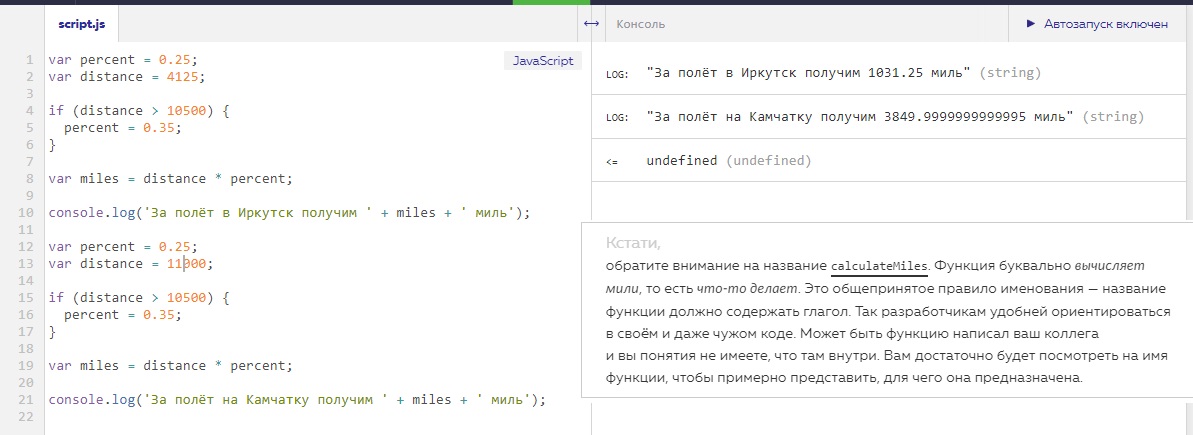 script.js
↔
Консоль
▶ Автозапуск включен
JavaScript
1 var percent = 0.25;
2 var distance = 4125;
3
4 if (distance > 10500) {
5   percent = 0.35;
6 }
7
8 var miles = distance * percent;
9
10 console.log('За полёт в Иркутск получим ' + miles + ' миль');
11
12 var percent = 0.25;
13 var distance = 11000;
14
15 if (distance > 10500) {
16   percent = 0.35;
17 }
18
19 var miles = distance * percent;
20
21 console.log('За полёт на Камчатку получим ' + miles + ' миль');
22
LOG: "За полёт в Иркутск получим 1031.25 миль" (string)
LOG: "За полёт на Камчатку получим 3849.9999999999995 миль" (string)
<= undefined (undefined)
Кстати,
обратите внимание на название calculateMiles. Функция буквально вычисляет
мили, то есть что-то делает. Это общепринятое правило именования — название
функции должно содержать глагол. Так разработчикам удобней ориентироваться
в своём и даже чужом коде. Может быть функцию написал ваш коллега
и вы понятия не имеете, что там внутри. Вам достаточно будет посмотреть на имя
функции, чтобы примерно представить, для чего она предназначена.